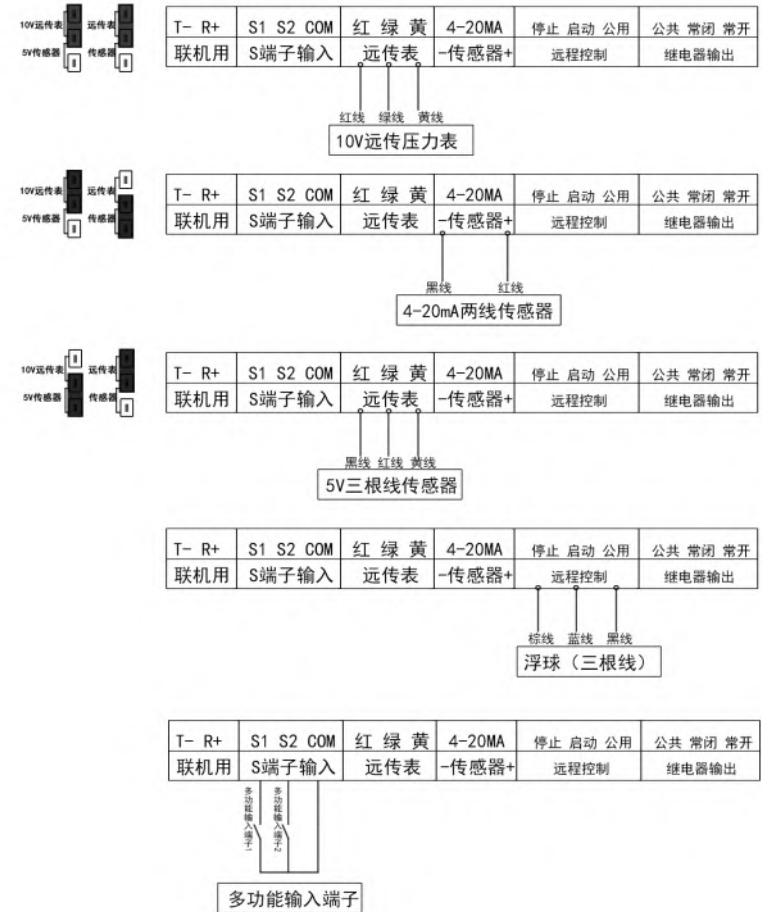 10V远传表 远传表
5V传感器 传感器
T- R+ S1 S2 COM 红 绿 黄 4-20MA 停止 启动 公用 公共 常闭 常开
联机用 S端子输入 远传表 -传感器+ 远程控制 继电器输出
红线 绿线 黄线
10V远传压力表
10V远传表 远传表
5V传感器 传感器
T- R+ S1 S2 COM 红 绿 黄 4-20MA 停止 启动 公用 公共 常闭 常开
联机用 S端子输入 远传表 -传感器+ 远程控制 继电器输出
黑线 红线
4-20mA两线传感器
10V远传表 远传表
5V传感器 传感器
T- R+ S1 S2 COM 红 绿 黄 4-20MA 停止 启动 公用 公共 常闭 常开
联机用 S端子输入 远传表 -传感器+ 远程控制 继电器输出
黑线 红线 黄线
5V三根线传感器
T- R+ S1 S2 COM 红 绿 黄 4-20MA 停止 启动 公用 公共 常闭 常开
联机用 S端子输入 远传表 -传感器+ 远程控制 继电器输出
棕线 蓝线 黑线
浮球（三根线）
T- R+ S1 S2 COM 红 绿 黄 4-20MA 停止 启动 公用 公共 常闭 常开
联机用 S端子输入 远传表 -传感器+ 远程控制 继电器输出
多功能输入端子1
多功能输入端子2
多功能输入端子